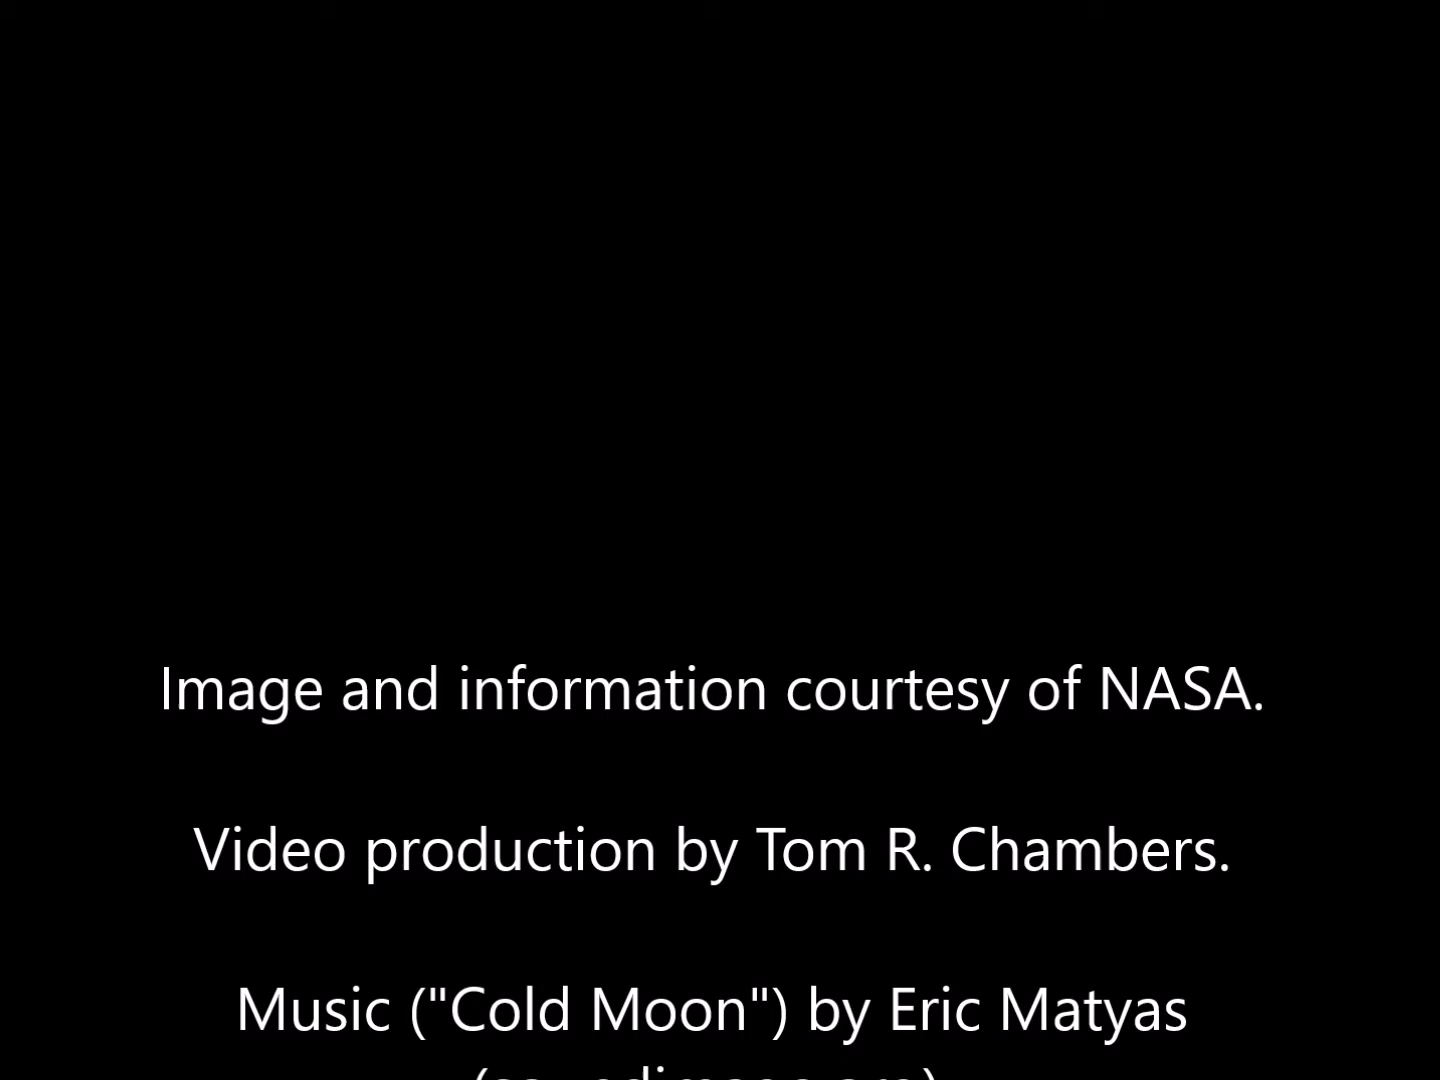 Image and information courtesy of NASA.
Video production by Tom R. Chambers.
Music ("Cold Moon") by Eric Matyas